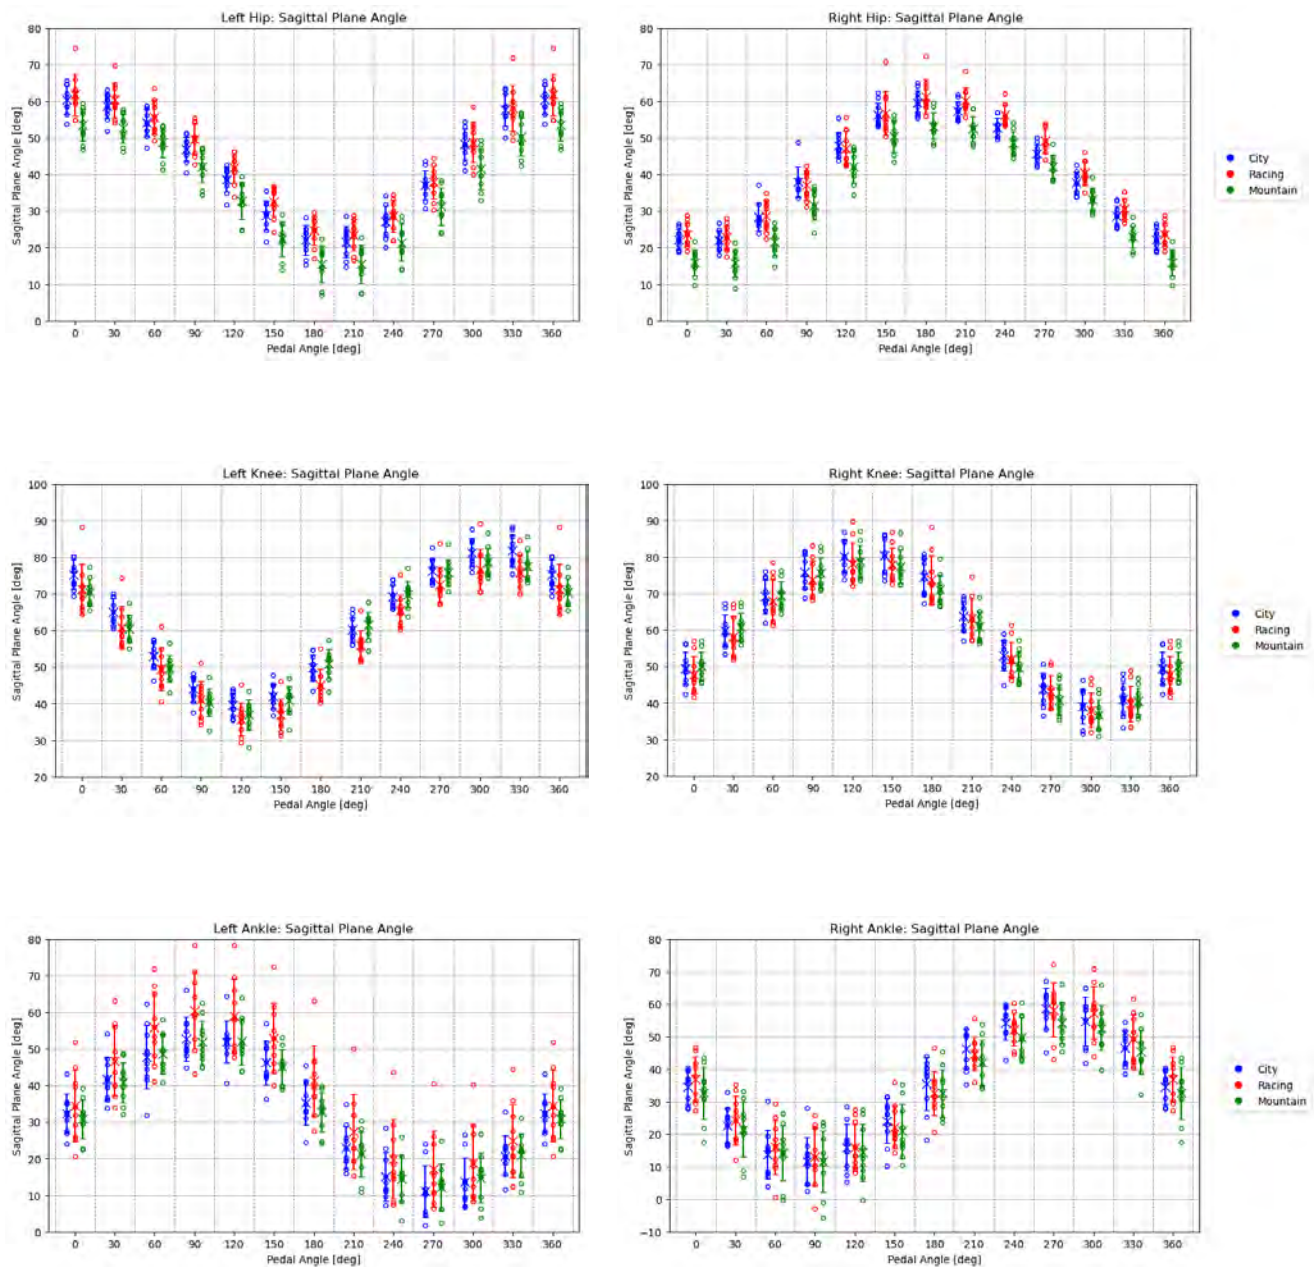 Left Hip: Sagittal Plane Angle
Sagittal Plane Angle [deg]
80
70
60
50
40
30
20
10
0
0 30 60 90 120 150 180 210 240 270 300 330 360
Pedal Angle [deg]
Right Hip: Sagittal Plane Angle
Sagittal Plane Angle [deg]
80
70
60
50
40
30
20
10
0
0 30 60 90 120 150 180 210 240 270 300 330 360
Pedal Angle [deg]
City
Racing
Mountain
Left Knee: Sagittal Plane Angle
Sagittal Plane Angle [deg]
100
90
80
70
60
50
40
30
20
0 30 60 90 120 150 180 210 240 270 300 330 360
Pedal Angle [deg]
Right Knee: Sagittal Plane Angle
Sagittal Plane Angle [deg]
100
90
80
70
60
50
40
30
20
0 30 60 90 120 150 180 210 240 270 300 330 360
Pedal Angle [deg]
City
Racing
Mountain
Left Ankle: Sagittal Plane Angle
Sagittal Plane Angle [deg]
80
70
60
50
40
30
20
10
0
0 30 60 90 120 150 180 210 240 270 300 330 360
Pedal Angle [deg]
Right Ankle: Sagittal Plane Angle
Sagittal Plane Angle [deg]
80
70
60
50
40
30
20
10
0
−10
0 30 60 90 120 150 180 210 240 270 300 330 360
Pedal Angle [deg]
City
Racing
Mountain